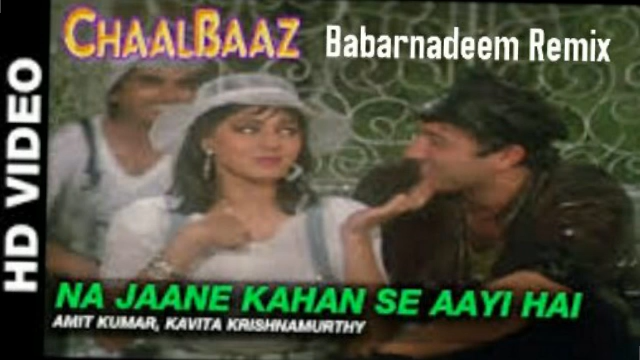 HD VIDEO
CHAALBAAZ
Babarnadeem Remix
NA JAANE KAHAN SE AAYI HAI
AMIT KUMAR, KAVITA KRISHNAMURTHY